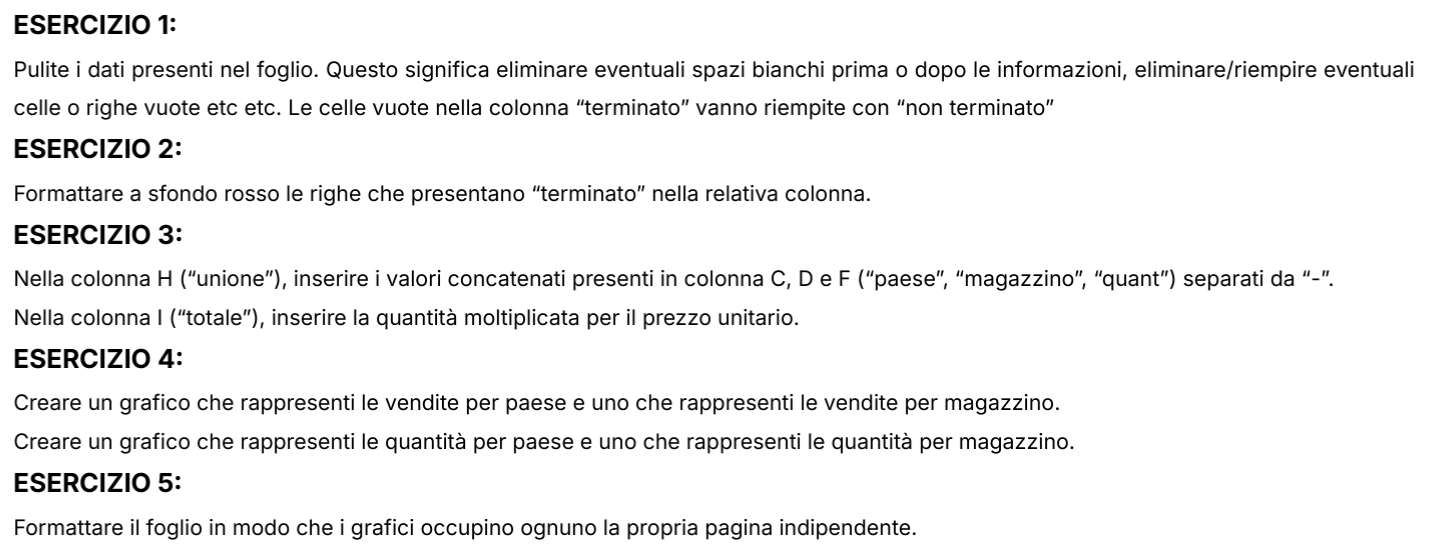 ESERCIZIO 1:
Pulite i dati presenti nel foglio. Questo significa eliminare eventuali spazi bianchi prima o dopo le informazioni, eliminare/riempire eventuali
celle o righe vuote etc etc. Le celle vuote nella colonna “terminato” vanno riempite con “non terminato”
ESERCIZIO 2:
Formattare a sfondo rosso le righe che presentano “terminato” nella relativa colonna.
ESERCIZIO 3:
Nella colonna H (“unione”), inserire i valori concatenati presenti in colonna C, D e F (“paese”, “magazzino”, “quant”) separati da “-”.
Nella colonna I (“totale”), inserire la quantità moltiplicata per il prezzo unitario.
ESERCIZIO 4:
Creare un grafico che rappresenti le vendite per paese e uno che rappresenti le vendite per magazzino.
Creare un grafico che rappresenti le quantità per paese e uno che rappresenti le quantità per magazzino.
ESERCIZIO 5:
Formattare il foglio in modo che i grafici occupino ognuno la propria pagina indipendente.